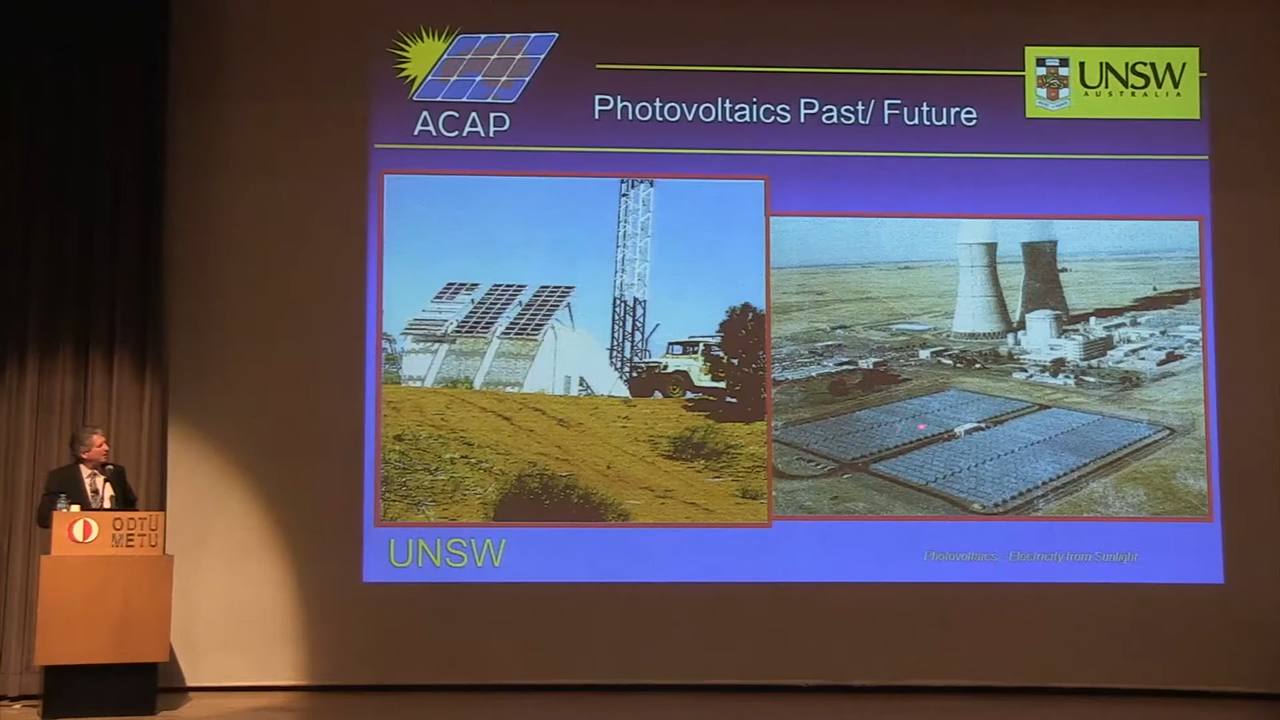 ACAP
Photovoltaics Past/ Future
UNSW
AUSTRALIA
UNSW
Photovoltaics: Electricity from Sunlight
ODTÜ
METU